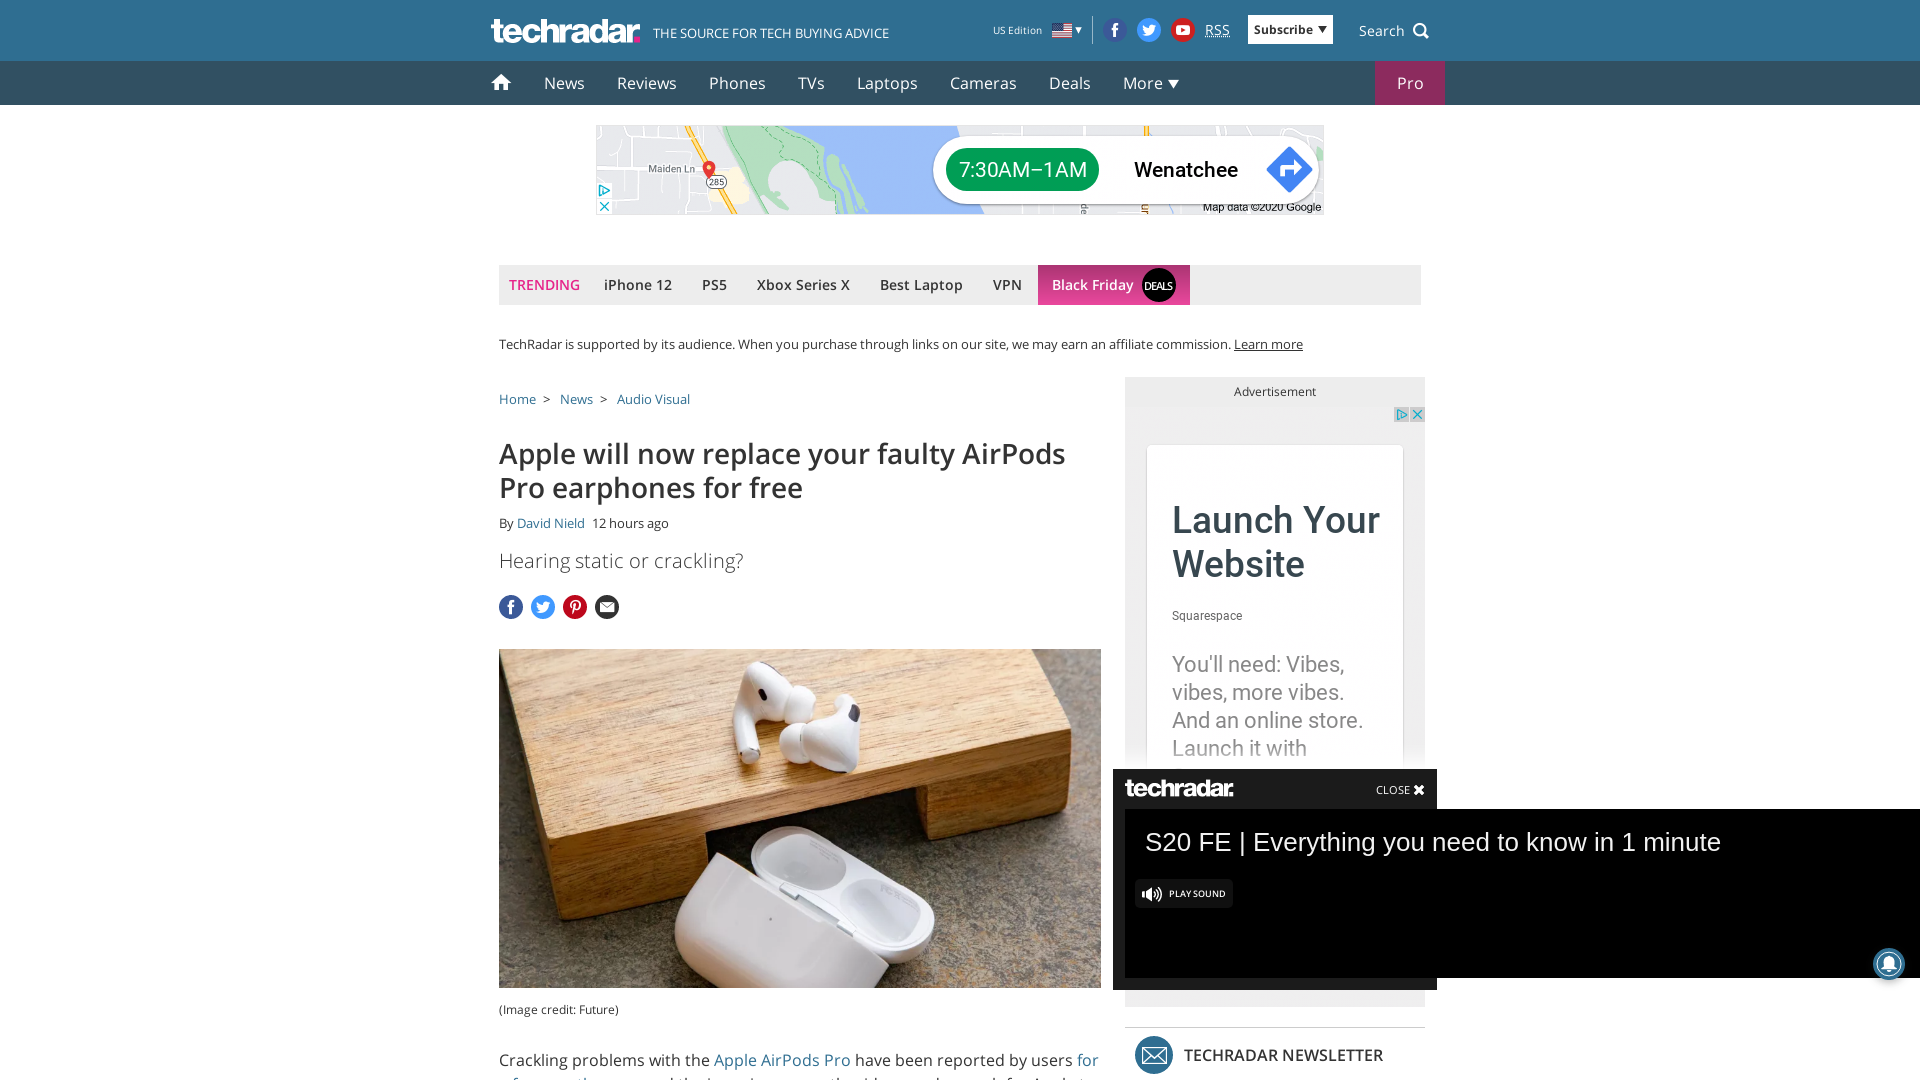 techradar.
THE SOURCE FOR TECH BUYING ADVICE
US Edition
RSS
Subscribe
Search
News
Reviews
Phones
TVs
Laptops
Cameras
Deals
More
Pro
Maiden Ln
285
7:30AM–1AM
Wenatchee
Map data ©2020 Google
TRENDING
iPhone 12
PS5
Xbox Series X
Best Laptop
VPN
Black Friday
DEALS
TechRadar is supported by its audience. When you purchase through links on our site, we may earn an affiliate commission. Learn more
Home > News > Audio Visual
Apple will now replace your faulty AirPods
Pro earphones for free
By David Nield 12 hours ago
Hearing static or crackling?
(Image credit: Future)
Crackling problems with the Apple AirPods Pro have been reported by users for
Advertisement
Launch Your
Website
Squarespace
You'll need: Vibes,
vibes, more vibes.
And an online store.
Launch it with
techradar.
CLOSE
S20 FE | Everything you need to know in 1 minute
PLAY SOUND
TECHRADAR NEWSLETTER